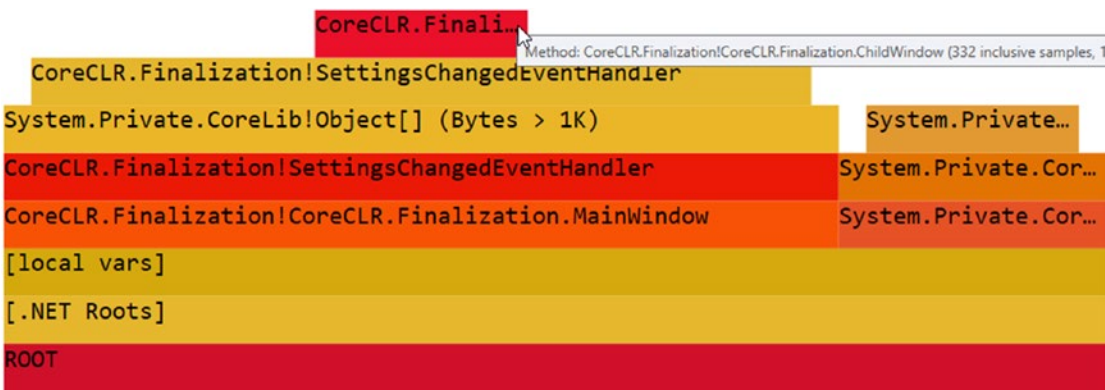 CoreCLR.Finali…
Method: CoreCLR.Finalization!CoreCLR.Finalization.ChildWindow (332 inclusive samples, 1
CoreCLR.Finalization!SettingsChangedEventHandler
System.Private.CoreLib!Object[] (Bytes > 1K)
System.Private…
CoreCLR.Finalization!SettingsChangedEventHandler
System.Private.Cor…
CoreCLR.Finalization!CoreCLR.Finalization.MainWindow
System.Private.Cor…
[local vars]
[.NET Roots]
ROOT